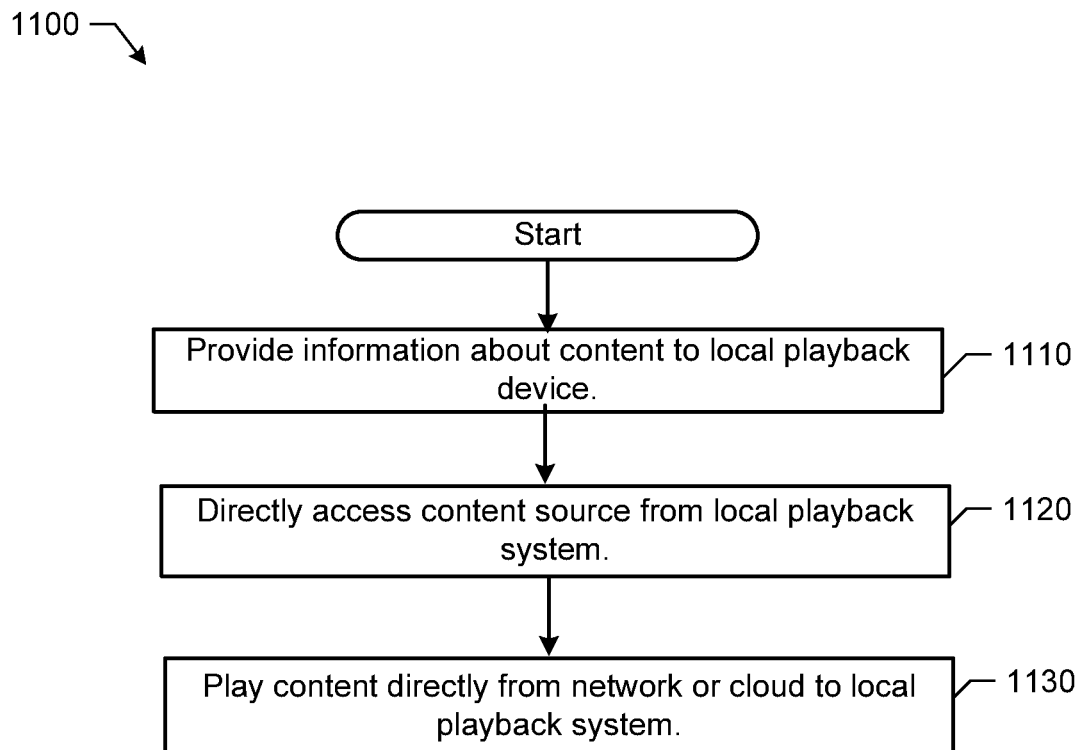 1100
Start
Provide information about content to local playback
device.
1110
Directly access content source from local playback
system.
1120
Play content directly from network or cloud to local
playback system.
1130